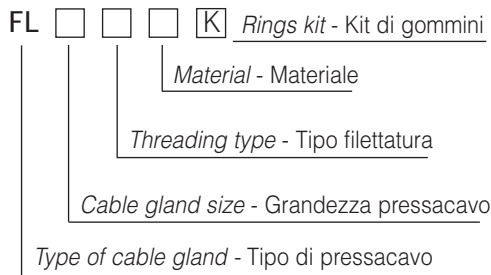 FL K Rings kit - Kit di gommini
Material - Materiale
Threading type - Tipo filettatura
Cable gland size - Grandezza pressacavo
Type of cable gland - Tipo di pressacavo